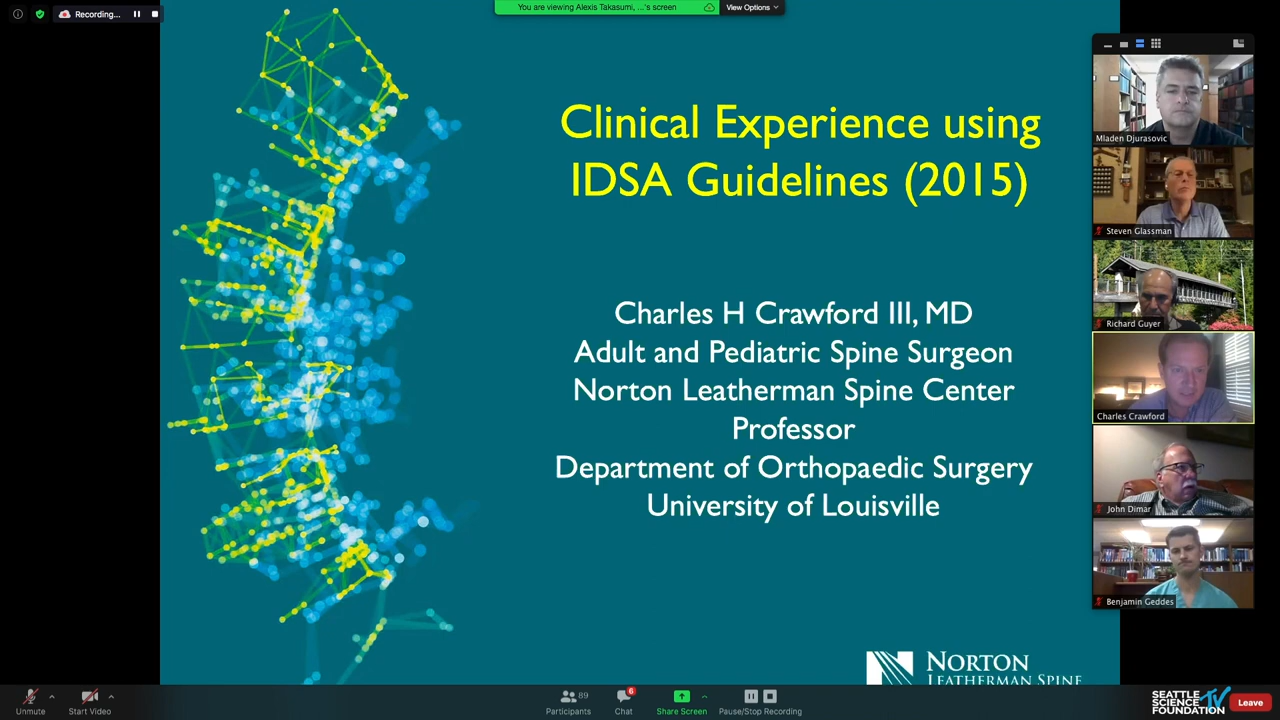 Recording...
You are viewing Alexis Takasumi, ...'s screen
View Options
Clinical Experience using
IDSA Guidelines (2015)
Charles H Crawford III, MD
Adult and Pediatric Spine Surgeon
Norton Leatherman Spine Center
Professor
Department of Orthopaedic Surgery
University of Louisville
NORTON
LEATHERMAN SPINE
Mladen Djurasovic
Steven Glassman
Richard Guyer
Charles Crawford
John Dimar
Benjamin Geddes
Unmute
Start Video
89
Participants
6
Chat
Share Screen
Pause/Stop Recording
SEATTLE
SCIENCE
FOUNDATION
TV
Leave